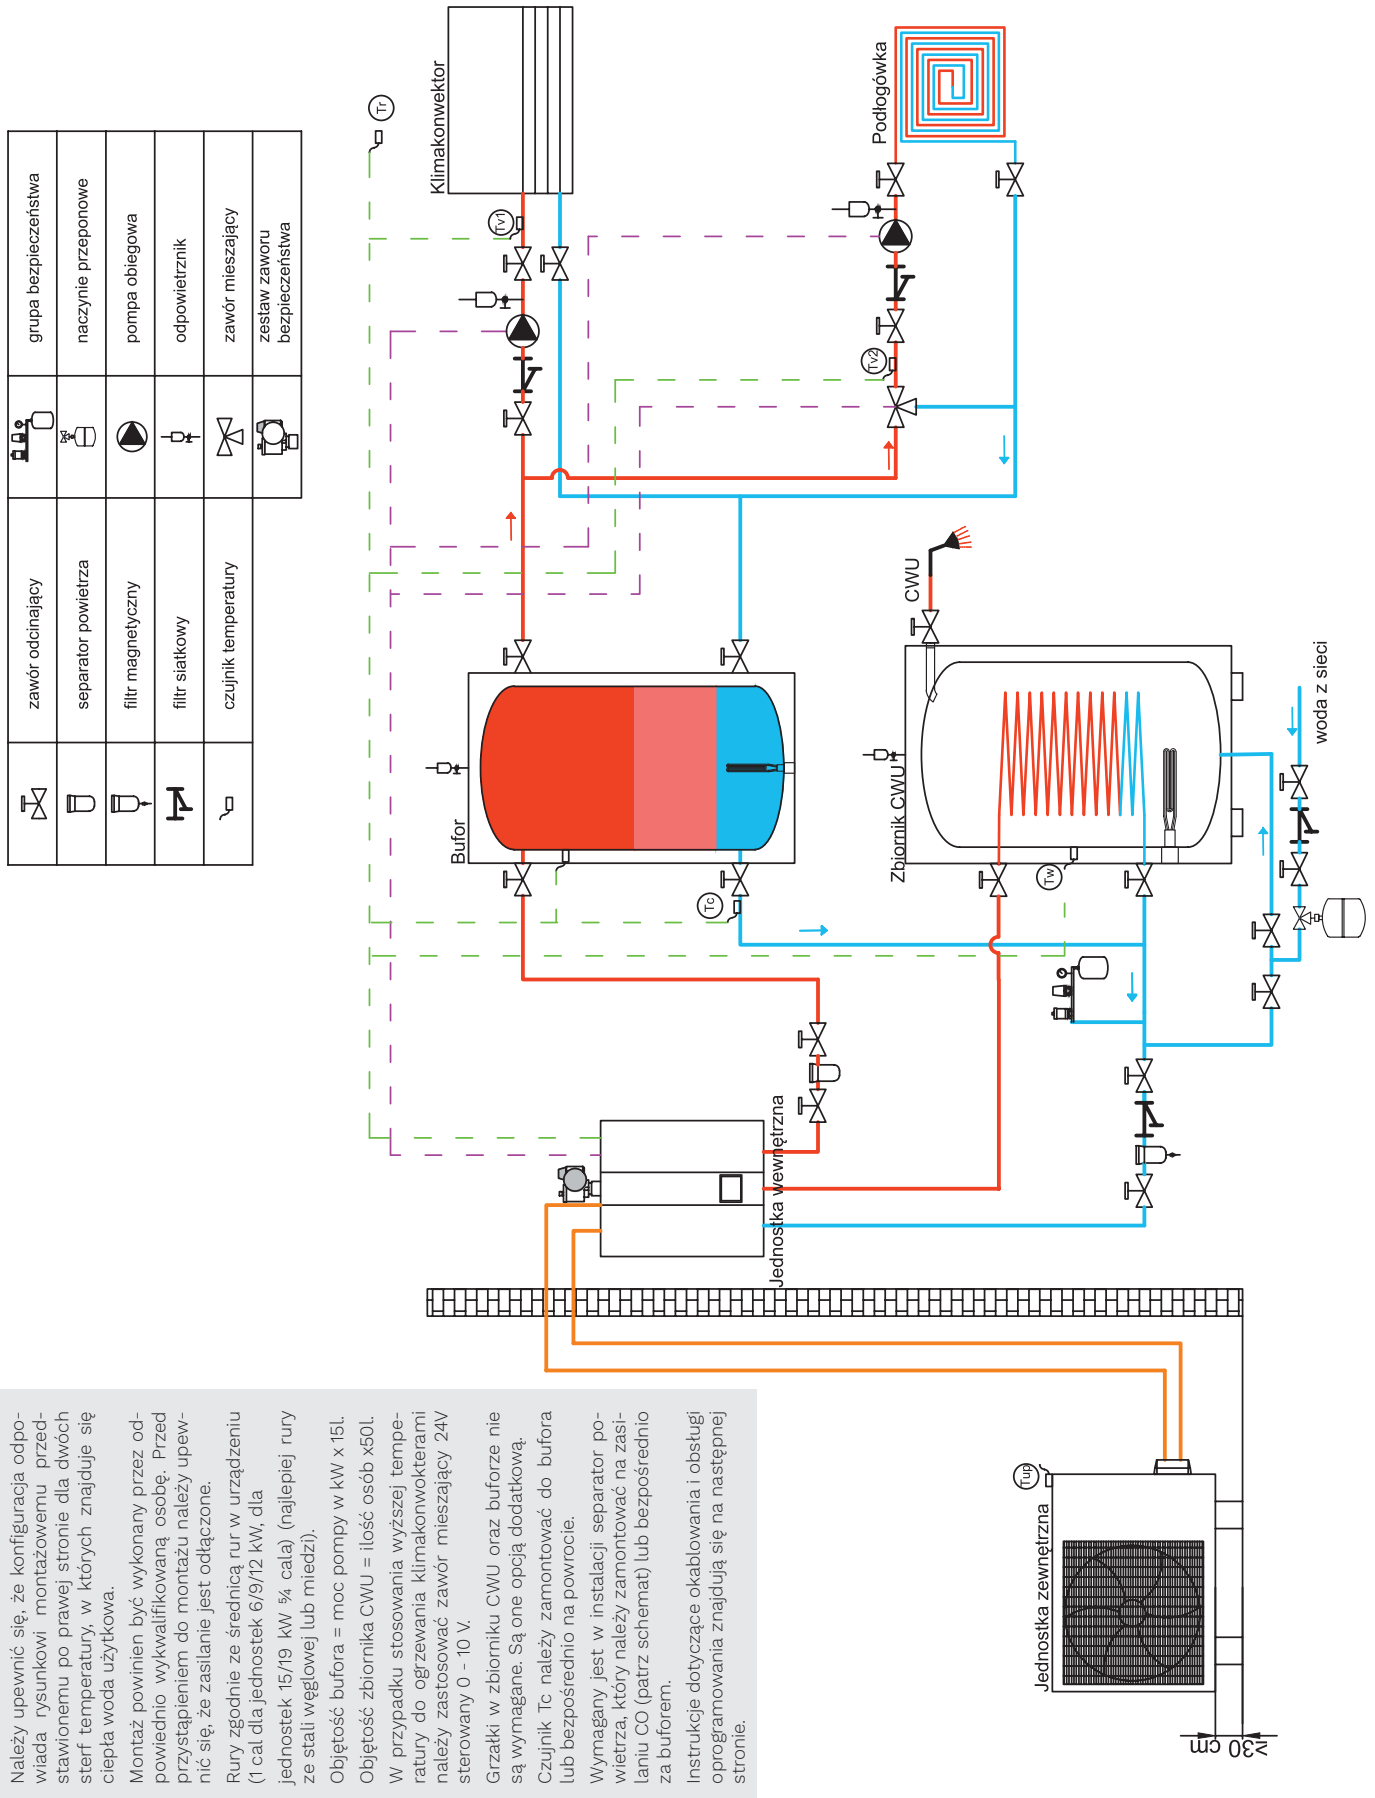 Należy upewnić się, że konfiguracja odpo-
wiada rysunkowi montażowemu przed-
stawionemu po prawej stronie dla dwóch
sterf temperatury, w których znajduje się
ciepła woda użytkowa.
Montaż powinien być wykonany przez od-
powiednio wykwalifikowaną osobę. Przed
przystąpieniem do montażu należy upew-
nić się, że zasilanie jest odłączone.
Rury zgodnie ze średnicą rur w urządzeniu
(1 cal dla jednostek 6/9/12 kW, dla
jednostek 15/19 kW 5⁄4 cala) (najlepiej rury
ze stali węglowej lub miedzi).
Objętość bufora = moc pompy w kW x 15l.
Objętość zbiornika CWU = ilość osób x50l.
W przypadku stosowania wyższej tempe-
ratury do ogrzewania klimakonwokterami
należy zastosować zawór mieszający 24V
sterowany 0 - 10 V.
Grzałki w zbiorniku CWU oraz buforze nie
są wymagane. Są one opcją dodatkową.
Czujnik Tc należy zamontować do bufora
lub bezpośrednio na powrocie.
Wymagany jest w instalacji separator po-
wietrza, który należy zamontować na zasi-
laniu CO (patrz schemat) lub bezpośrednio
za buforem.
Instrukcje dotyczące okablowania i obsługi
oprogramowania znajdują się na następnej
stronie.
zawór odcinający
grupa bezpieczeństwa
separator powietrza
naczynie przeponowe
filtr magnetyczny
pompa obiegowa
filtr siatkowy
odpowietrznik
czujnik temperatury
zawór mieszający
zestaw zaworu
bezpieczeństwa
Tr
Klimakonwektor
Tv1
Podłogówka
Tv2
Bufor
Tc
CWU
Zbiornik CWU
Tw
woda z sieci
Jednostka wewnętrzna
Tup
Jednostka zewnętrzna
≥30 cm